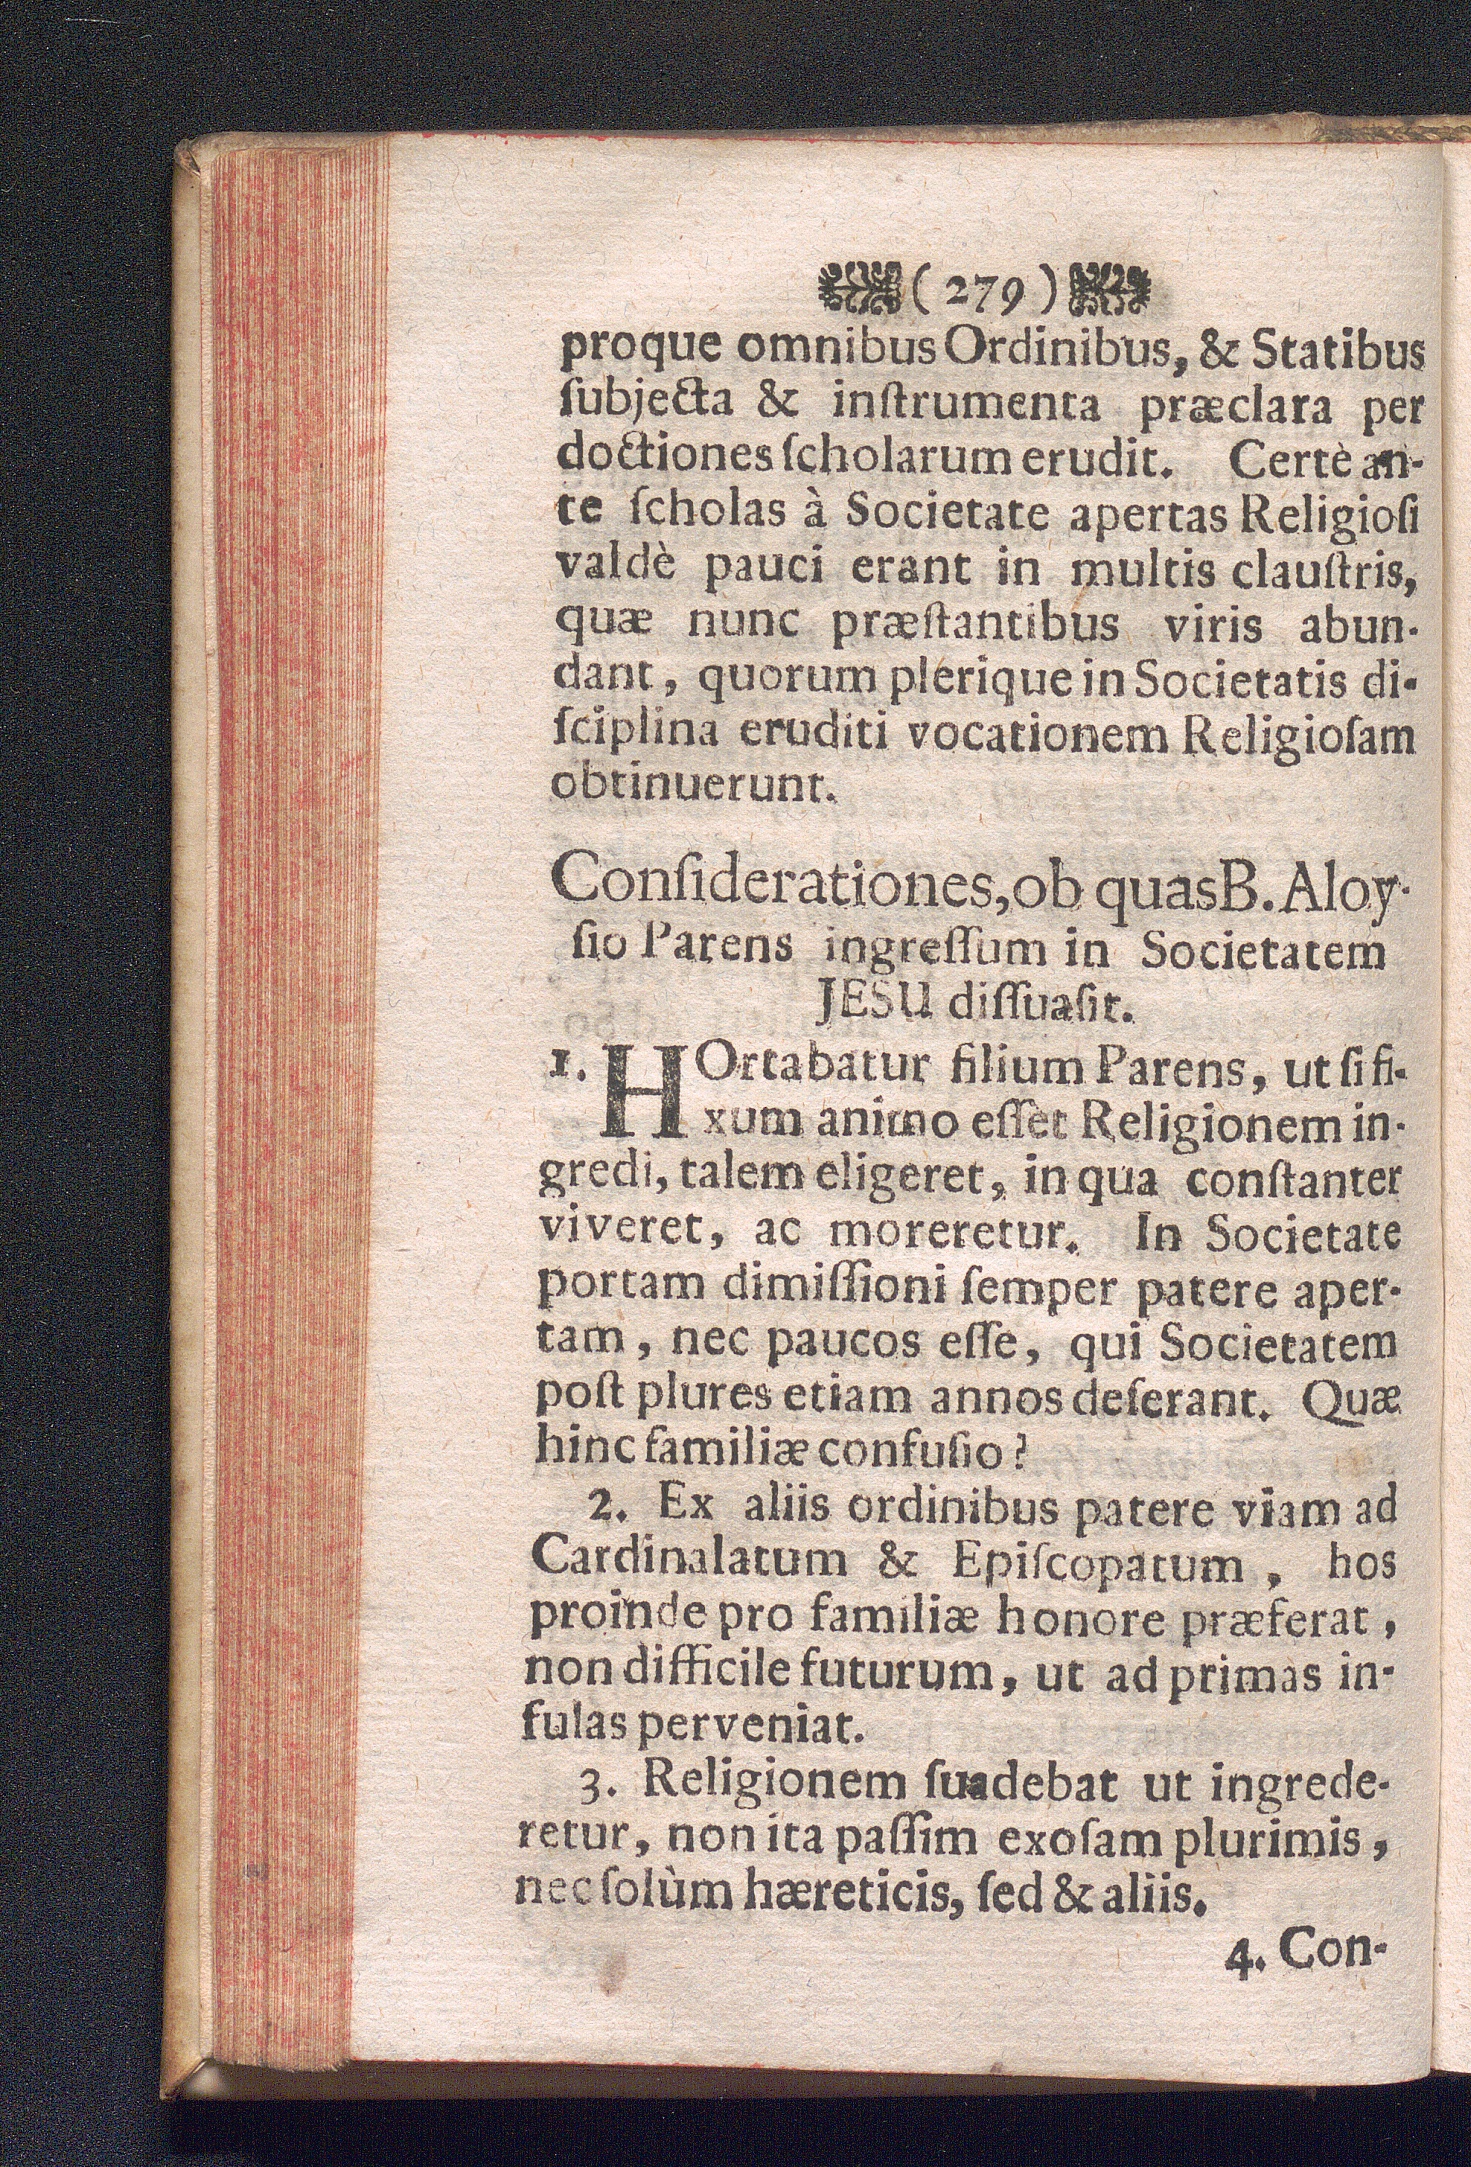 ( 279 )
proque omnibus Ordinibus, & Statibus
ſubjecta & inſtrumenta præclara per
doctiones ſcholarum erudit. Certè an-
te ſcholas à Societate apertas Religioſi
valdè pauci erant in multis clauſtris,
quæ nunc præſtantibus viris abun-
dant, quorum plerique in Societatis di-
ſciplina eruditi vocationem Religioſam
obtinuerunt.
Conſiderationes, ob quas B. Aloy-
ſio Parens ingreſſum in Societatem
JESU diſſuaſit.
1. HOrtabatur filium Parens, ut ſi fi-
xum animo eſſet Religionem in-
gredi, talem eligeret, in qua conſtanter
viveret, ac moreretur. In Societate
portam dimiſſioni ſemper patere aper-
tam, nec paucos eſſe, qui Societatem
poſt plures etiam annos deſerant. Quæ
hinc familiæ confuſio?
2. Ex aliis ordinibus patere viam ad
Cardinalatum & Epiſcopatum, hos
proinde pro familiæ honore præferat,
non difficile futurum, ut ad primas in-
fulas perveniat.
3. Religionem ſuadebat ut ingrede-
retur, non ita paſſim exoſam plurimis,
nec ſolùm hæreticis, ſed & aliis.
4. Con-